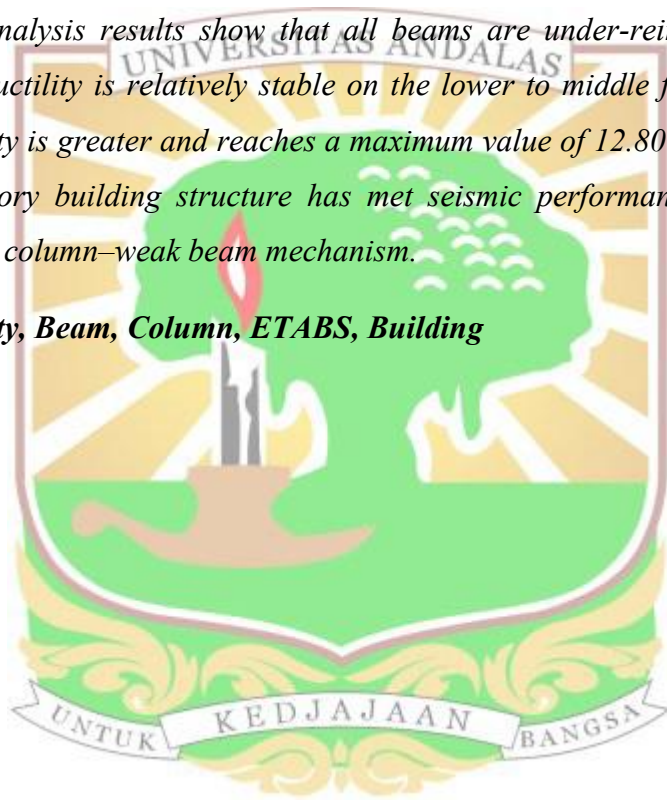 nalysis results show that all beams are under-rei
UNIVERSITAS ANDALAS
uctility is relatively stable on the lower to middle f
ty is greater and reaches a maximum value of 12.80
ory building structure has met seismic performan
column–weak beam mechanism.
ty, Beam, Column, ETABS, Building
UNTUK KEDJAJAAN BANGSA